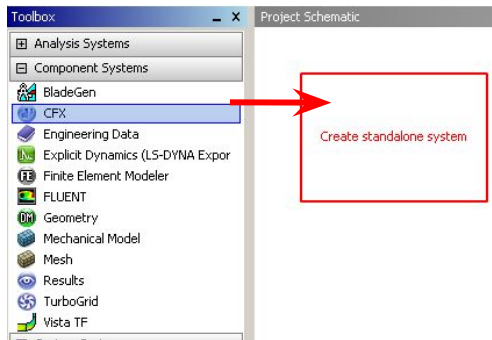 Toolbox
Project Schematic
Analysis Systems
Component Systems
BladeGen
CFX
Engineering Data
Explicit Dynamics (LS-DYNA Expor
Finite Element Modeler
FLUENT
Geometry
Mechanical Model
Mesh
Results
TurboGrid
Vista TF
Create standalone system